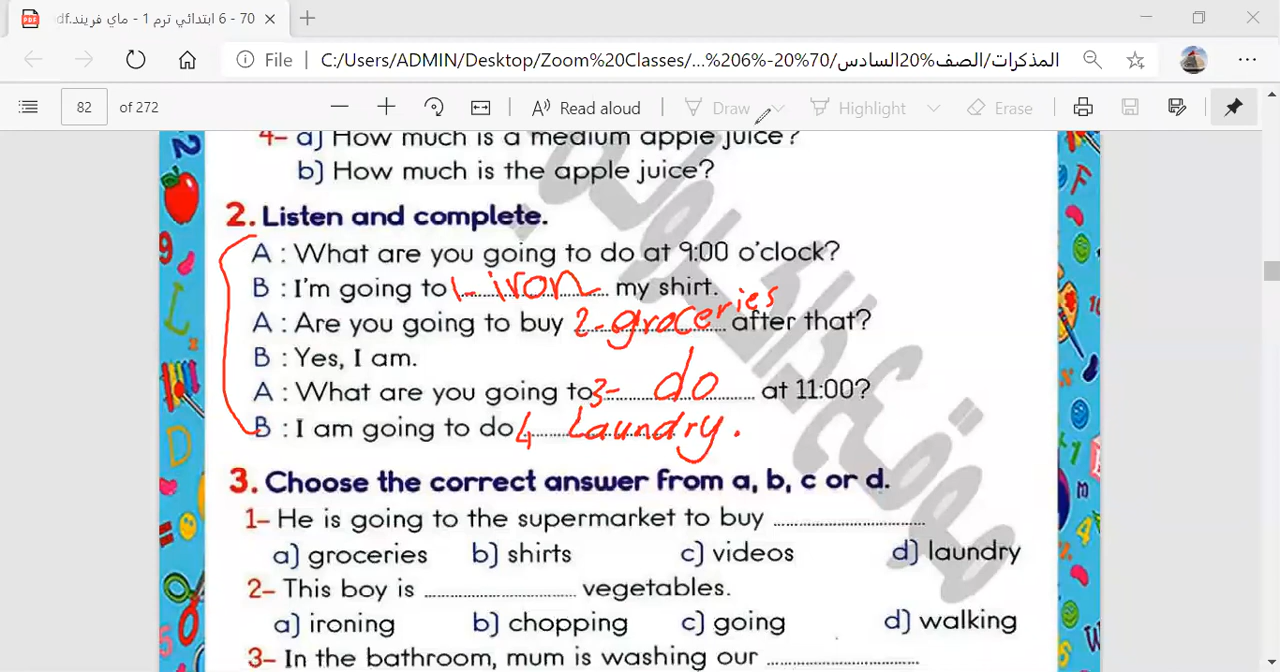 70 - 6 ابتدائي ترم 1 - ماي فريند.pdf
File C:/Users/ADMIN/Desktop/Zoom%20Classes/...المذكرات/الصف%20السادس/70%20-%206%
82 of 272 Read aloud Draw Highlight Erase
4- a) How much is a medium apple juice?
b) How much is the apple juice?
2. Listen and complete.
A : What are you going to do at 9:00 o'clock?
B : I'm going to 1- iron my shirt.
A : Are you going to buy 2- groceries after that?
B : Yes, I am.
A : What are you going to 3- do at 11:00?
B : I am going to do 4 laundry.
3. Choose the correct answer from a, b, c or d.
1- He is going to the supermarket to buy ........................
a) groceries b) shirts c) videos d) laundry
2- This boy is ........................ vegetables.
a) ironing b) chopping c) going d) walking
3- In the bathroom, mum is washing our ........................